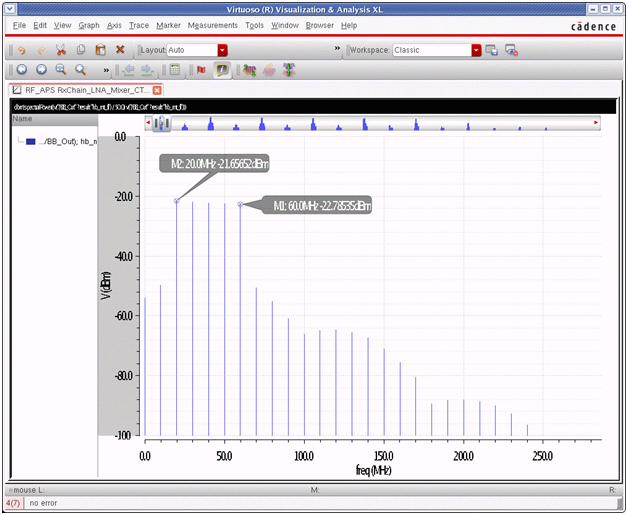 Virtuoso (R) Visualization & Analysis XL
File Edit View Graph Axis Trace Marker Measurements Tools Window Browser Help
cādence
Layout: Auto
Workspace: Classic
RF_APS RxChain_LNA_Mixer_CT...
Name
.../BB_Out); hb_n
M2: 20.0MHz -21.65652dBm
M1: 60.0MHz -22.78535dBm
V (dBm)
0.0
-20.0
-40.0
-60.0
-80.0
-100
0.0 50.0 100.0 150.0 200.0 250.0
freq (MHz)
mouse L: M: R:
4(7) no error